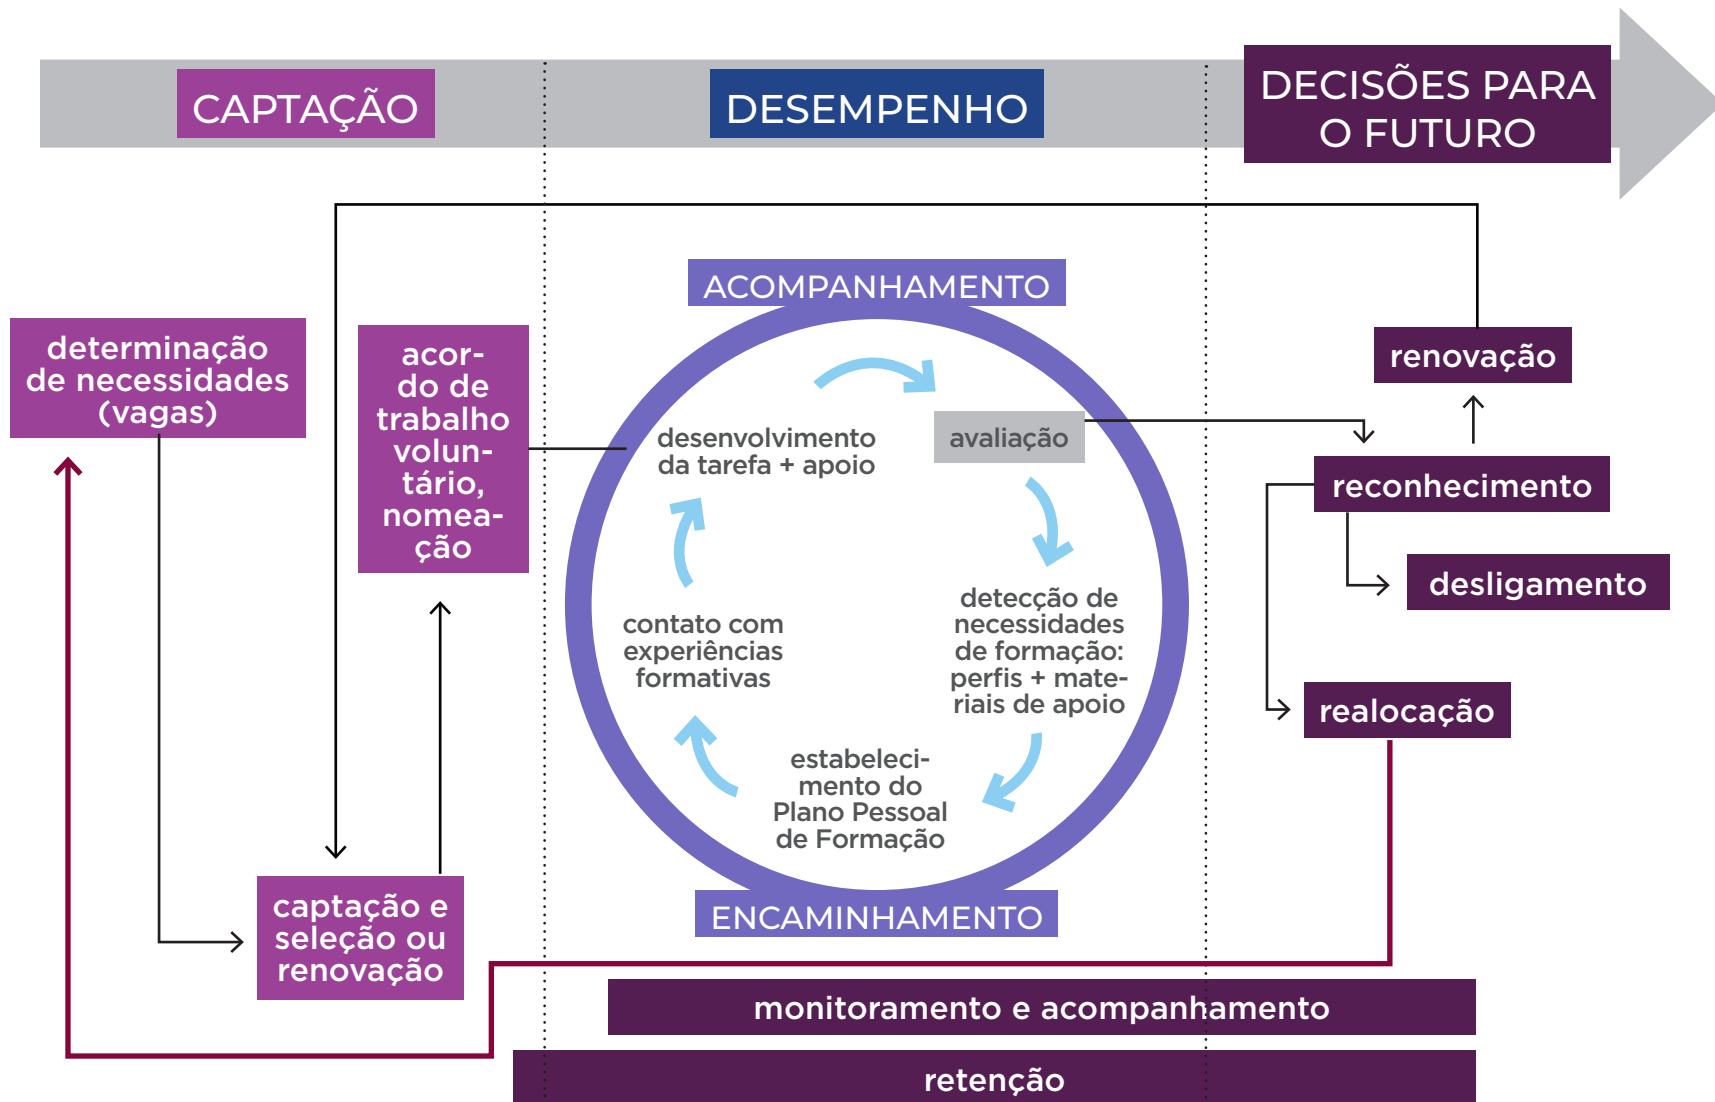 CAPTAÇÃO
DESEMPENHO
DECISÕES PARA
O FUTURO
ACOMPANHAMENTO
determinação
de necessidades
(vagas)
acor-
do de
trabalho
volun-
tário,
nomea-
ção
captação e
seleção ou
renovação
desenvolvimento
da tarefa + apoio
avaliação
detecção de
necessidades
de formação:
perfis + mate-
riais de apoio
estabeleci-
mento do
Plano Pessoal
de Formação
contato com
experiências
formativas
ENCAMINHAMENTO
renovação
reconhecimento
desligamento
realocação
monitoramento e acompanhamento
retenção